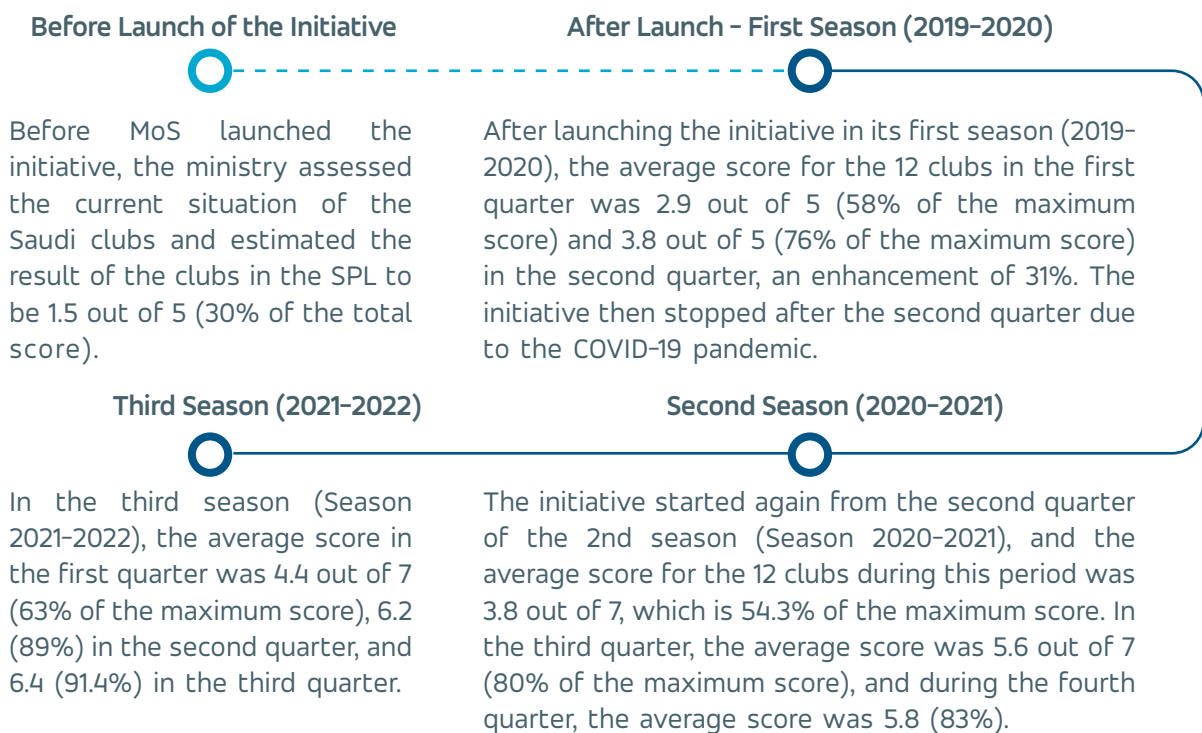 Before Launch of the Initiative
After Launch - First Season (2019-2020)
Before MoS launched the
initiative, the ministry assessed
the current situation of the
Saudi clubs and estimated the
result of the clubs in the SPL to
be 1.5 out of 5 (30% of the total
score).
After launching the initiative in its first season (2019-
2020), the average score for the 12 clubs in the first
quarter was 2.9 out of 5 (58% of the maximum
score) and 3.8 out of 5 (76% of the maximum score)
in the second quarter, an enhancement of 31%. The
initiative then stopped after the second quarter due
to the COVID-19 pandemic.
Second Season (2020-2021)
The initiative started again from the second quarter
of the 2nd season (Season 2020-2021), and the
average score for the 12 clubs during this period was
3.8 out of 7, which is 54.3% of the maximum score. In
the third quarter, the average score was 5.6 out of 7
(80% of the maximum score), and during the fourth
quarter, the average score was 5.8 (83%).
Third Season (2021-2022)
In the third season (Season
2021-2022), the average score in
the first quarter was 4.4 out of 7
(63% of the maximum score), 6.2
(89%) in the second quarter, and
6.4 (91.4%) in the third quarter.